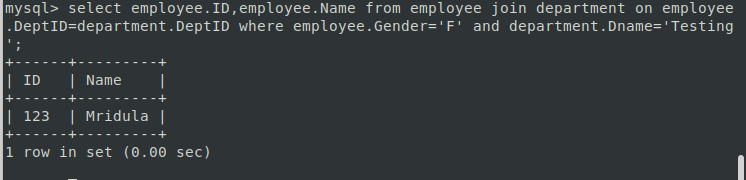 mysql> select employee.ID,employee.Name from employee join department on employee
.DeptID=department.DeptID where employee.Gender='F' and department.Dname='Testing
';
+------+---------+
| ID   | Name    |
+------+---------+
| 123  | Mridula |
+------+---------+
1 row in set (0.00 sec)